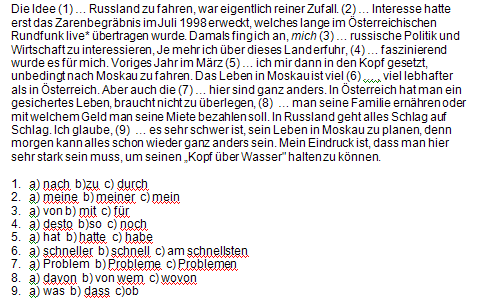 Die Idee (1)… Russland zu fahren, war eigentlich reiner Zufall. (2)… Interesse hatte
erst das Zarenbegräbnis im Juli 1998 erweckt, welches lange im Österreichischen
Rundfunk live* übertragen wurde. Damals fing ich an, mich (3)… russische Politik und
Wirtschaft zu interessieren, Je mehr ich über dieses Land erfuhr, (4)… faszinierend
wurde es für mich. Voriges Jahr im März (5)… ich mir dann in den Kopf gesetzt,
unbedingt nach Moskau zu fahren. Das Leben in Moskau ist viel (6)…, viel lebhafter
als in Österreich. Aber auch die (7)… hier sind ganz anders. In Österreich hat man ein
gesichertes Leben, braucht nicht zu überlegen, (8) … man seine Familie ernähren oder
mit welchem Geld man seine Miete bezahlen soll. In Russland geht alles Schlag auf
Schlag. Ich glaube, (9) … es sehr schwer ist, sein Leben in Moskau zu planen, denn
morgen kann alles schon wieder ganz anders sein. Mein Eindruck ist, dass man hier
sehr stark sein muss, um seinen „Kopf über Wasser" halten zu können.
1. a) nach b)zu c) durch
2. a) meine b) meiner c) mein
3. a) von b) mit c) für
4. a) desto b)so c) noch
5. a) hat b) hatte c) habe
6. a) schneller b) schnell c) am schnellsten
7. a) Problem b) Probleme c) Problemen
8. a) davon b) von wem c) wovon
9. a) was b) dass c)ob